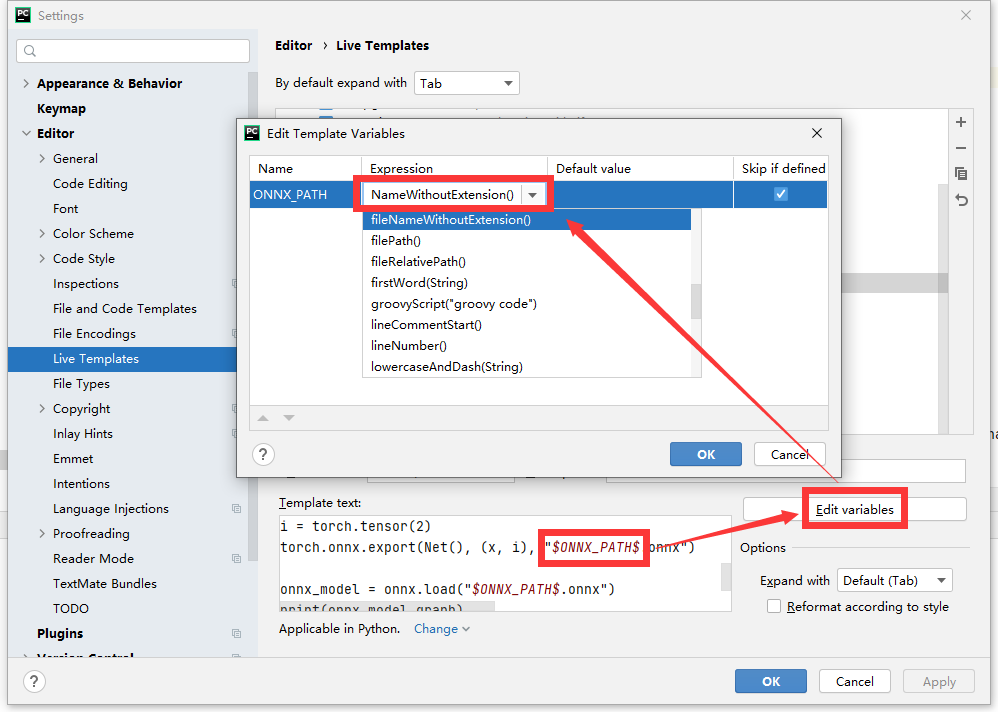 PC Settings
Editor › Live Templates
By default expand with Tab
Appearance & Behavior
Keymap
Editor
General
Code Editing
Font
Color Scheme
Code Style
Inspections
File and Code Templates
File Encodings
Live Templates
File Types
Copyright
Inlay Hints
Emmet
Intentions
Language Injections
Proofreading
Reader Mode
TextMate Bundles
TODO
Plugins
Version Control
PC Edit Template Variables
Name Expression Default value Skip if defined
ONNX_PATH NameWithoutExtension()
fileNameWithoutExtension()
filePath()
fileRelativePath()
firstWord(String)
groovyScript("groovy code")
lineCommentStart()
lineNumber()
lowercaseAndDash(String)
? OK Cancel
Template text:
i = torch.tensor(2)
torch.onnx.export(Net(), (x, i), "$ONNX_PATH$.onnx")
onnx_model = onnx.load("$ONNX_PATH$.onnx")
print(onnx_model.graph)
Applicable in Python. Change
Edit variables
Options
Expand with Default (Tab)
Reformat according to style
? OK Cancel Apply